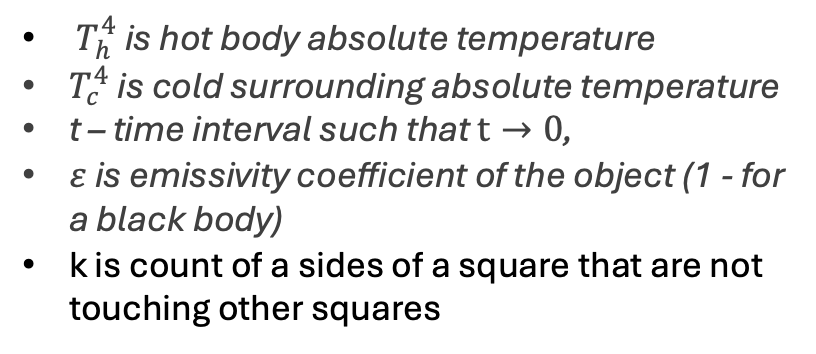 • T_h^4 is hot body absolute temperature
• T_c^4 is cold surrounding absolute temperature
• t – time interval such that t → 0,
• ε is emissivity coefficient of the object (1 - for
a black body)
• k is count of a sides of a square that are not
touching other squares